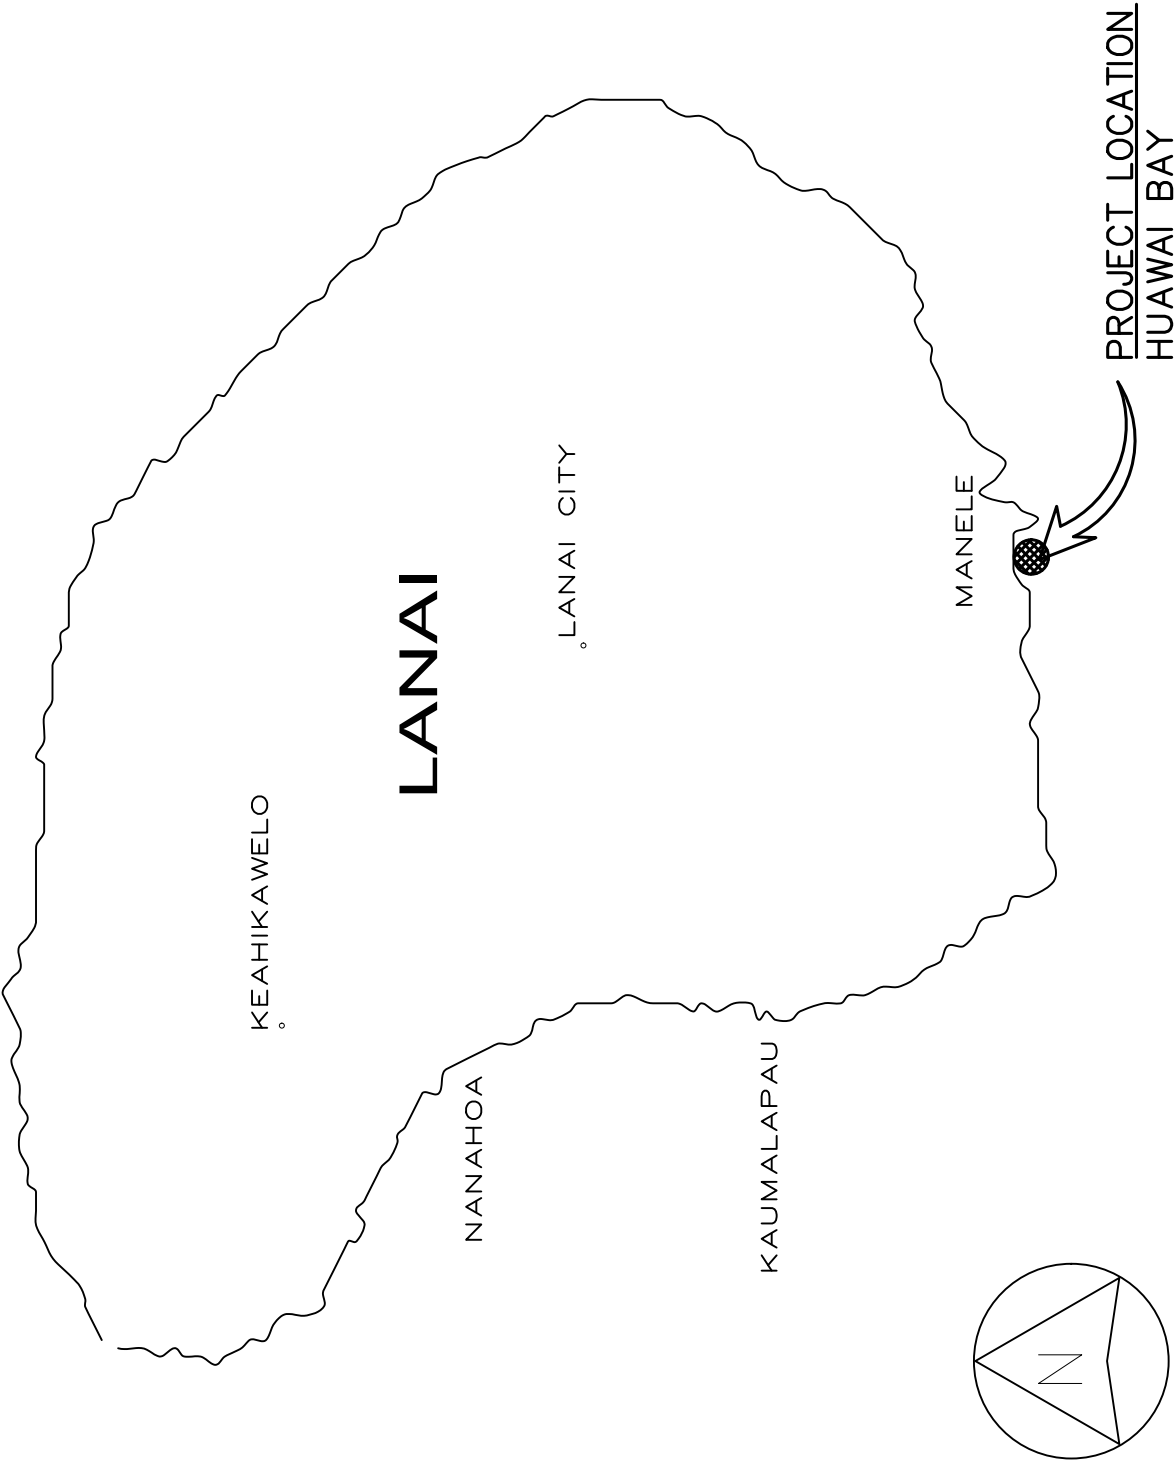 KEAHIKAWELO
LANAI
NANAHOA
LANAI CITY
KAUMALAPAU
MANELE
N
PROJECT LOCATION
HUAWAI BAY